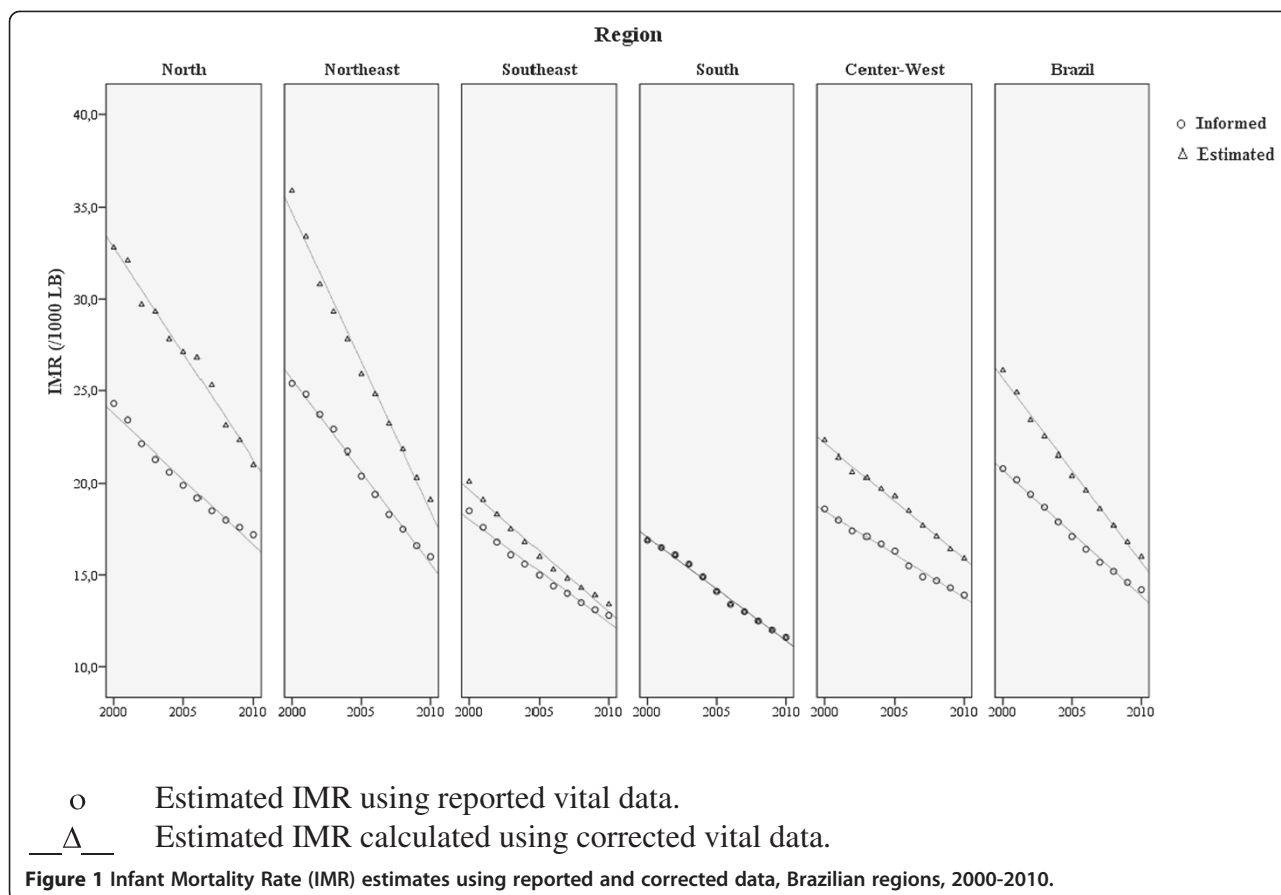 Region
North Northeast Southeast South Center-West Brazil
o Informed
Δ Estimated
IMR (/1000 LB)
40,0
35,0
30,0
25,0
20,0
15,0
10,0
2000 2005 2010 2000 2005 2010 2000 2005 2010 2000 2005 2010 2000 2005 2010 2000 2005 2010
o Estimated IMR using reported vital data.
__Δ__ Estimated IMR calculated using corrected vital data.
Figure 1 Infant Mortality Rate (IMR) estimates using reported and corrected data, Brazilian regions, 2000-2010.